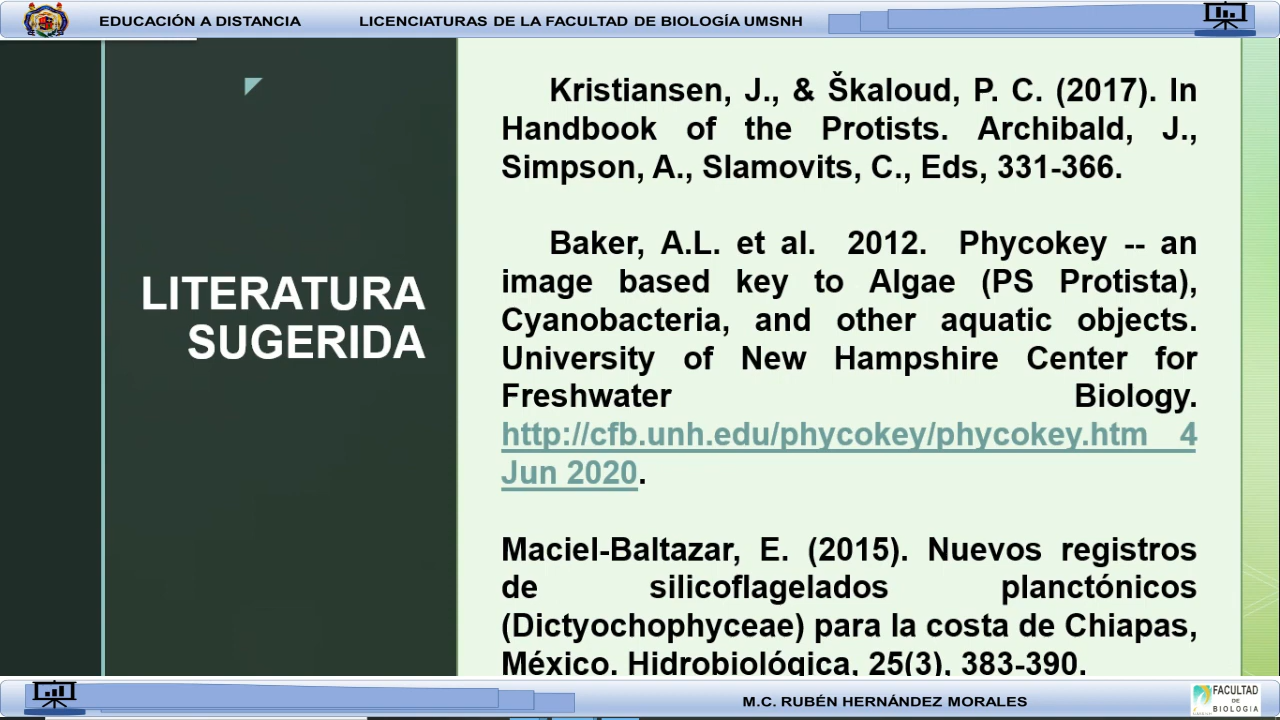 EDUCACIÓN A DISTANCIA LICENCIATURAS DE LA FACULTAD DE BIOLOGÍA UMSNH
LITERATURA
SUGERIDA
Kristiansen, J., & Škaloud, P. C. (2017). In
Handbook of the Protists. Archibald, J.,
Simpson, A., Slamovits, C., Eds, 331-366.
Baker, A.L. et al. 2012. Phycokey -- an
image based key to Algae (PS Protista),
Cyanobacteria, and other aquatic objects.
University of New Hampshire Center for
Freshwater Biology.
http://cfb.unh.edu/phycokey/phycokey.htm 4
Jun 2020.
Maciel-Baltazar, E. (2015). Nuevos registros
de silicoflagelados planctónicos
(Dictyochophyceae) para la costa de Chiapas,
México. Hidrobiológica, 25(3), 383-390.
M.C. RUBÉN HERNÁNDEZ MORALES
FACULTAD
DE
BIOLOGIA